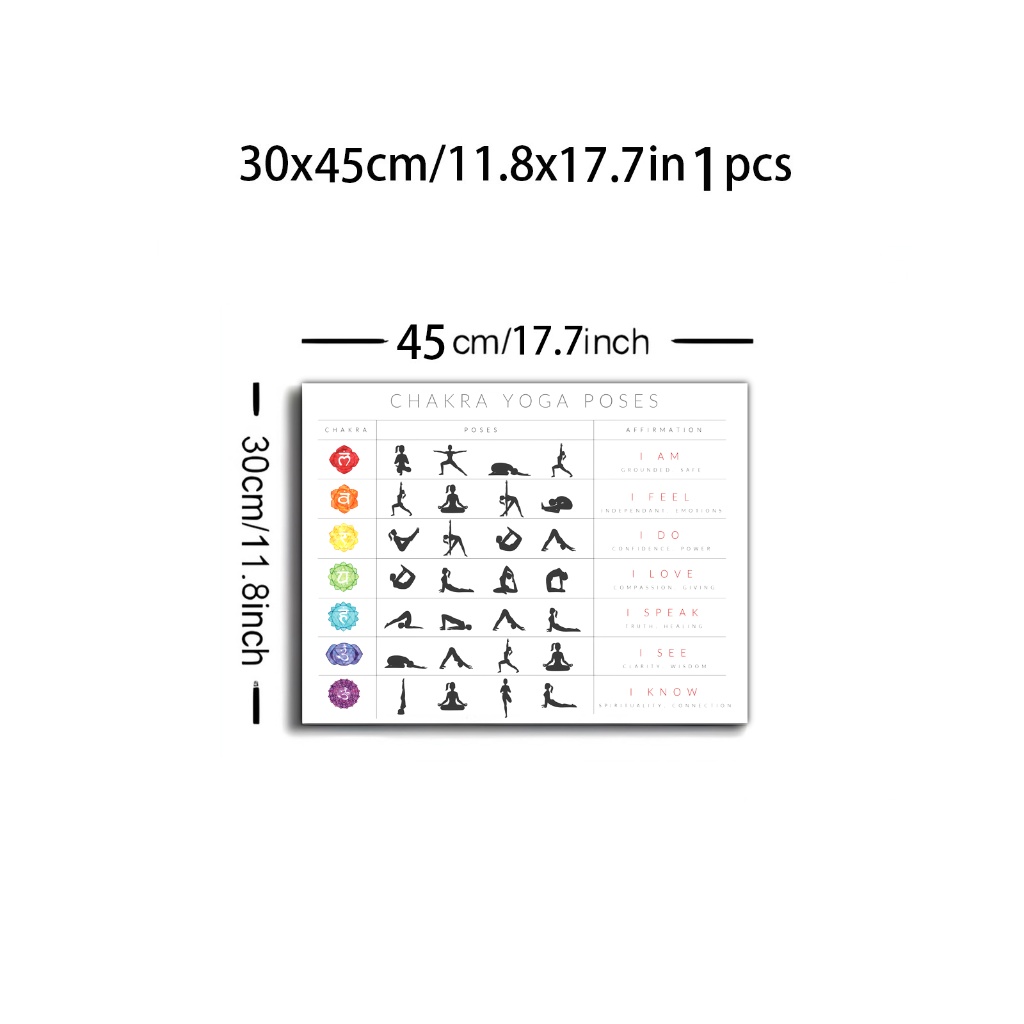 30x45cm/11.8x17.7in 1pcs
45 cm/17.7inch
30cm/11.8inch
CHAKRA YOGA POSES
CHAKRA POSES AFFIRMATION
लं
I AM
GROUNDED, SAFE
वं
I FEEL
INDEPENDANT, EMOTIONS
रं
I DO
CONFIDENCE, POWER
यं
I LOVE
COMPASSION, GIVING
हं
I SPEAK
TRUTH, HEALING
ॐ
I SEE
CLARITY, WISDOM
ॐ
I KNOW
SPIRITUALITY, CONNECTION